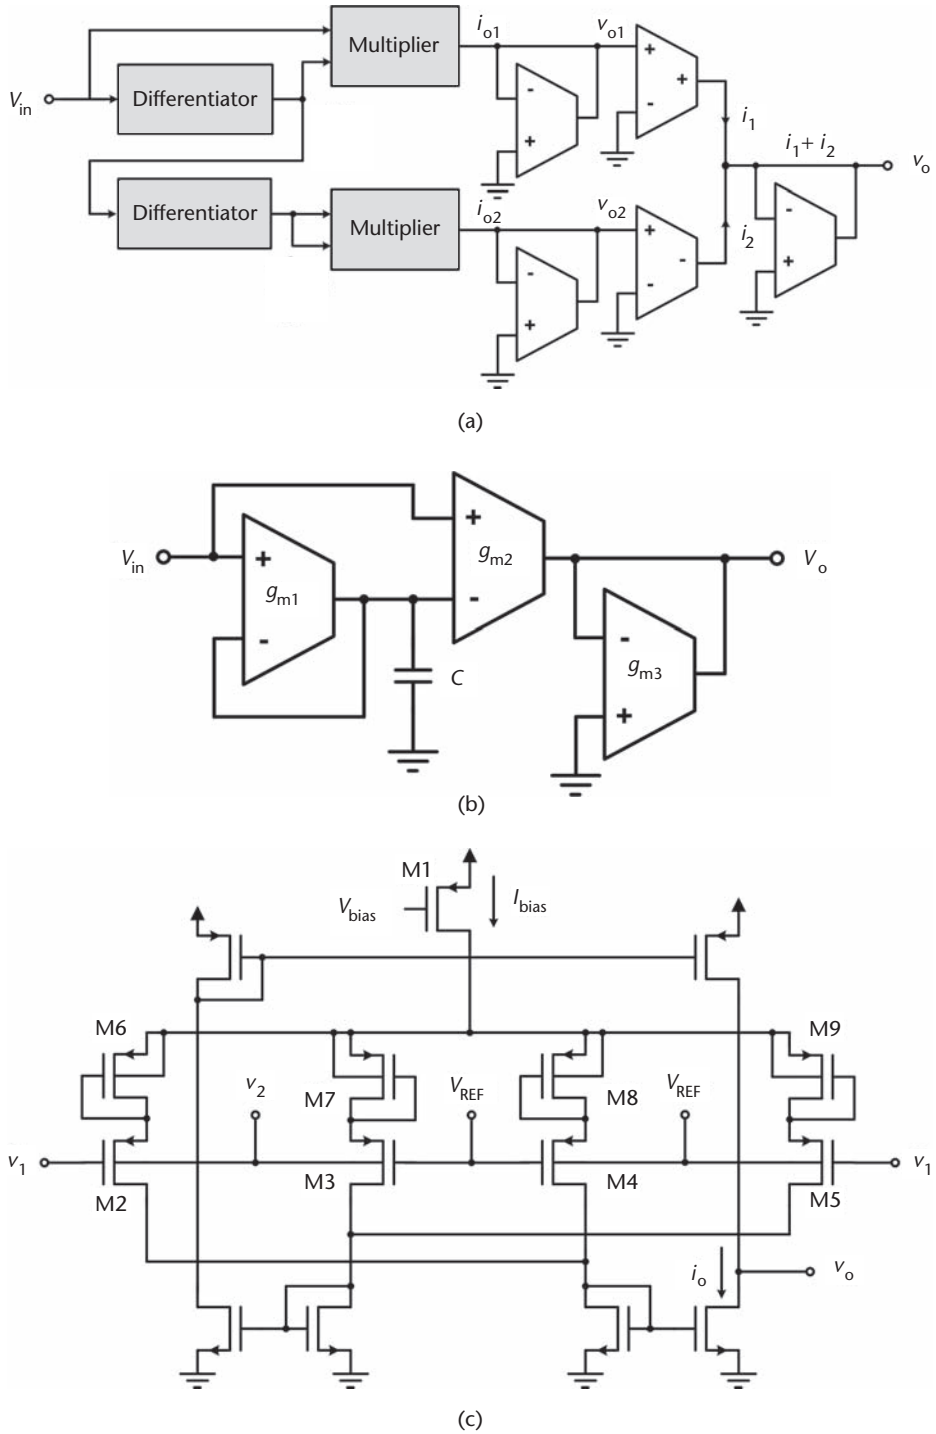 Multiplier
i_o1
v_o1
+
+
-
-
+
V_in
Differentiator
i_1
i_1+ i_2
v_o
Differentiator
Multiplier
i_o2
v_o2
+
-
-
-
+
i_2
-
+
(a)
V_in
+
g_m1
-
+
g_m2
-
C
V_o
-
g_m3
+
(b)
M1
V_bias
I_bias
M6
M9
v_2
M7
V_REF
M8
V_REF
v_1
M2
M3
M4
M5
v_1
i_o
v_o
(c)